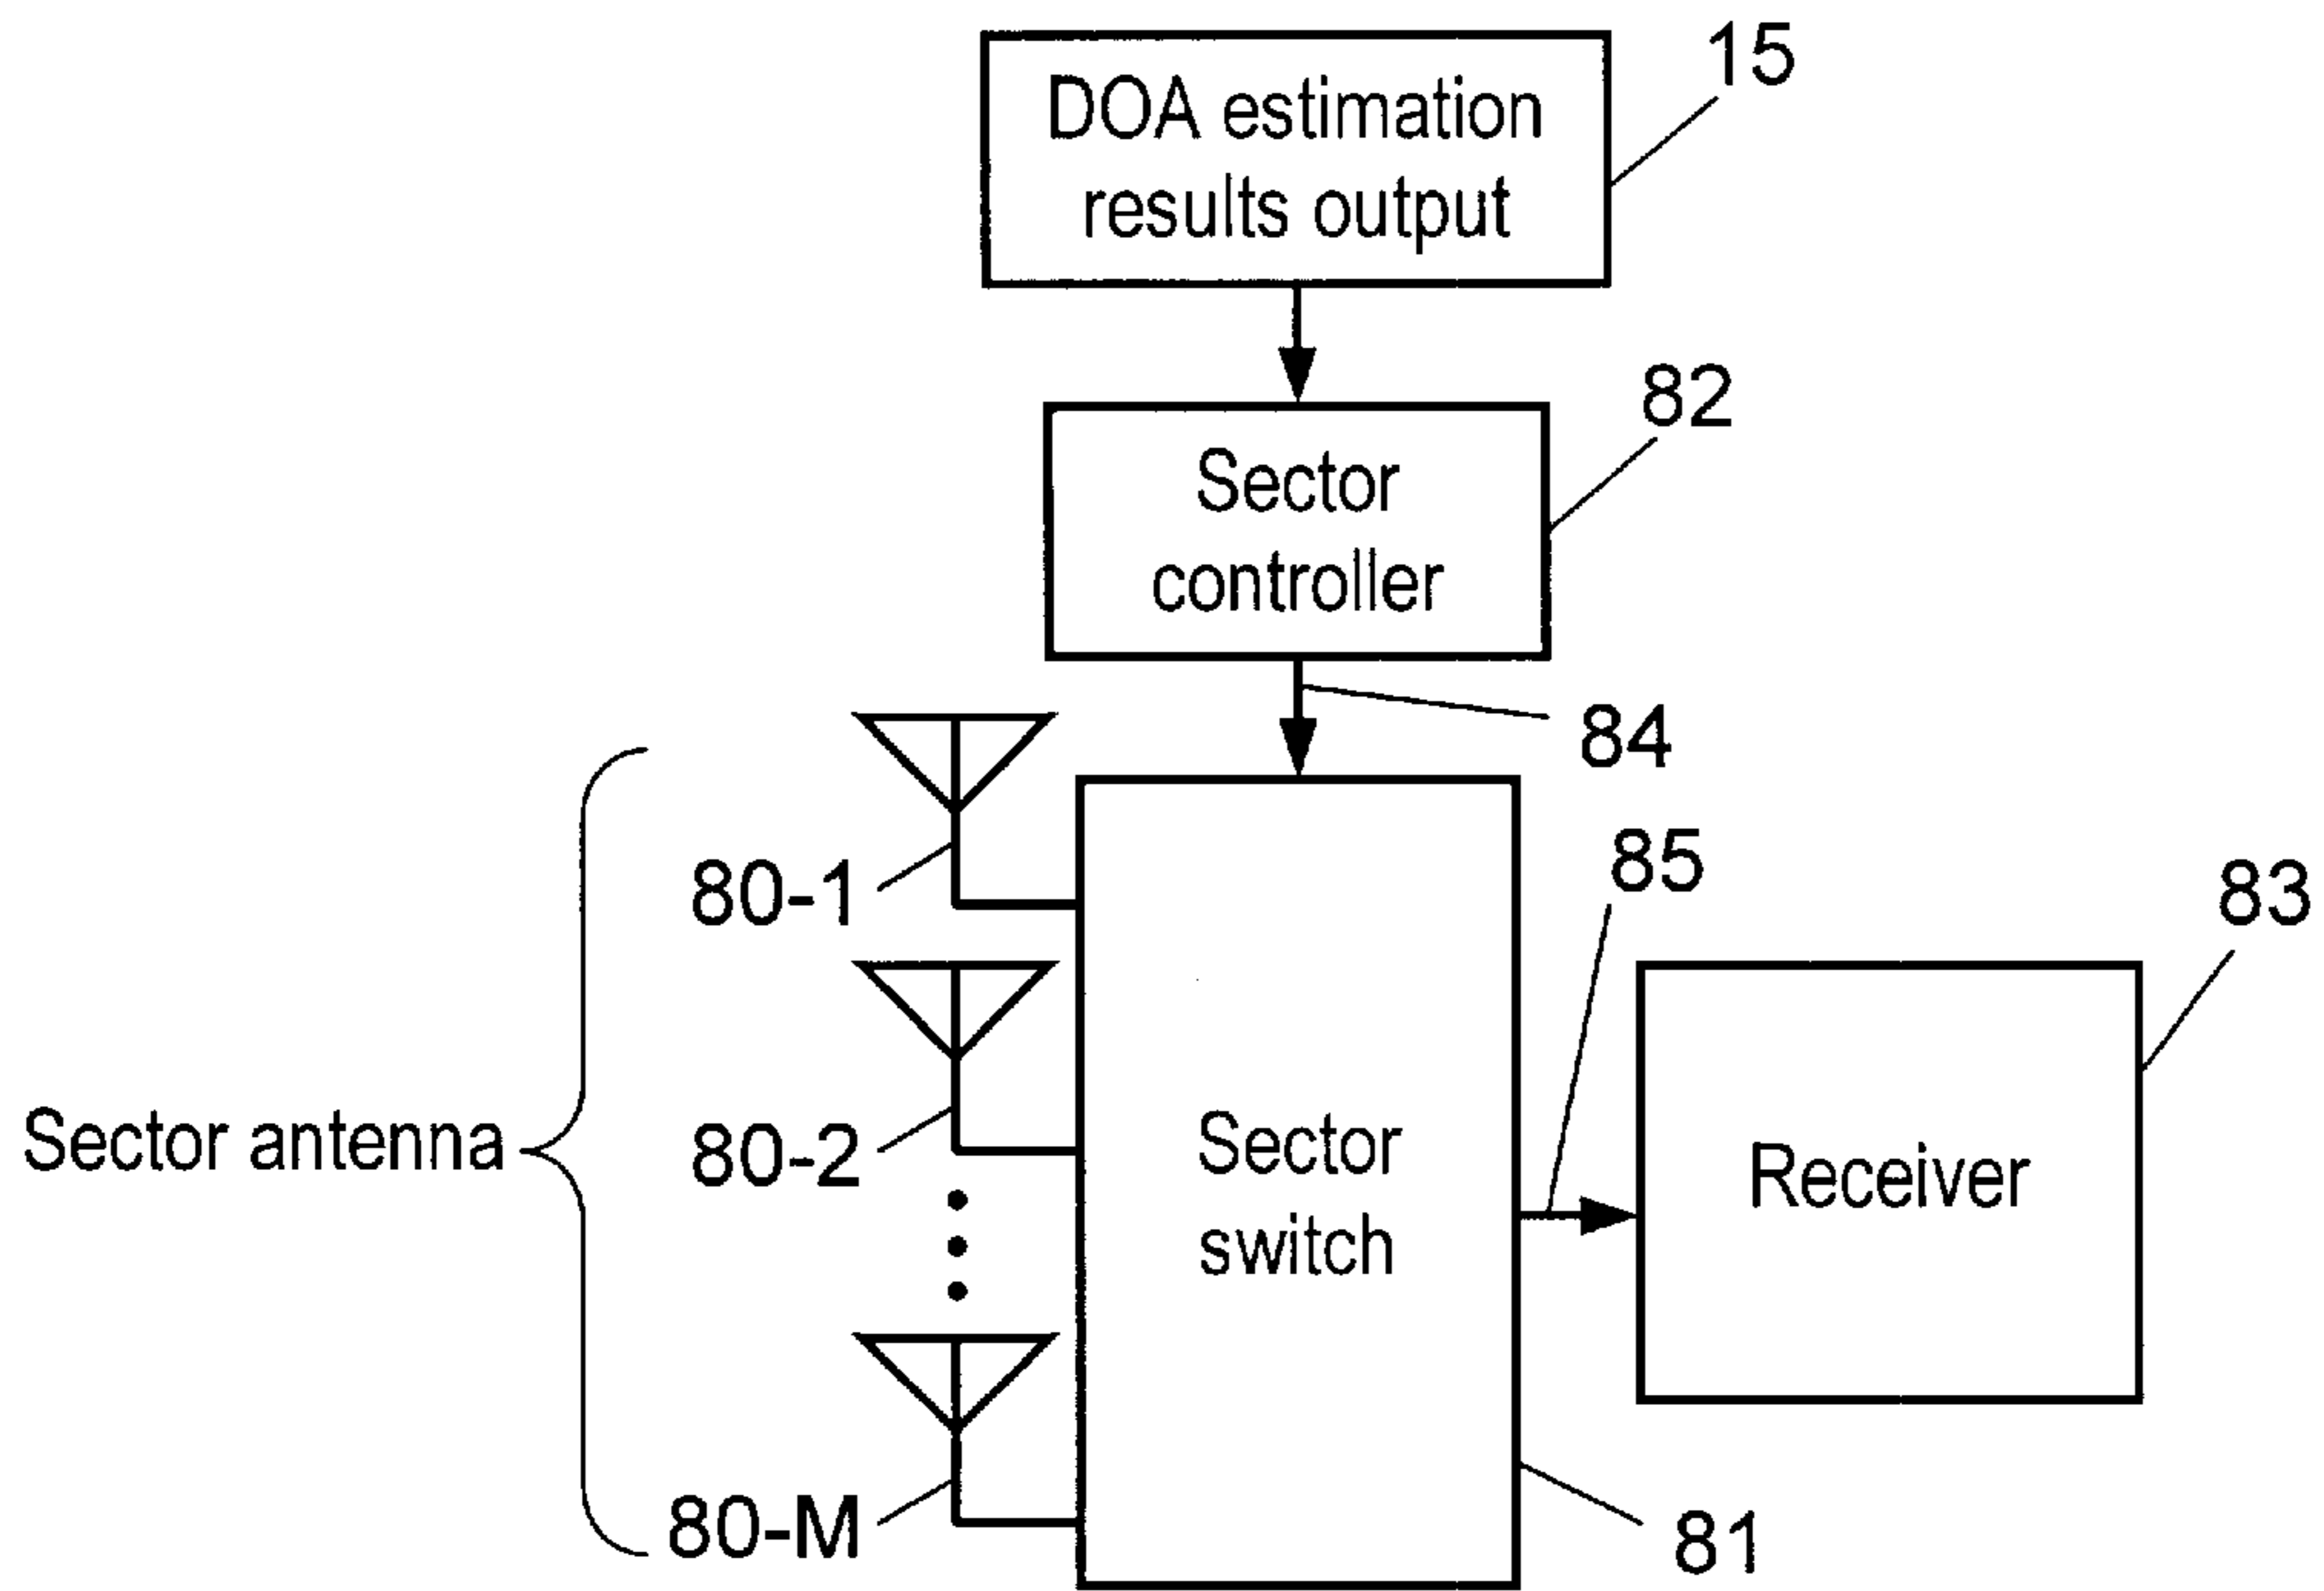 15
DOA estimation
results output
82
Sector
controller
84
80-1
85
83
Sector antenna
80-2
Sector
switch
Receiver
80-M
81